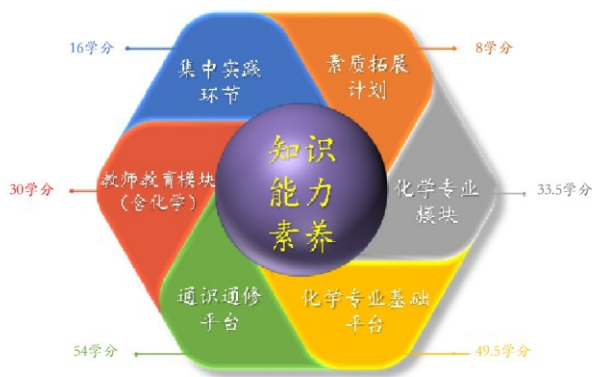 16学分
8学分
集中实践
环节
素质拓展
计划
知识
能力
素养
30学分
教师教育模块
(含化学)
化学专业
模块
33.5学分
通识通修
平台
化学专业基础
平台
54学分
49.5学分